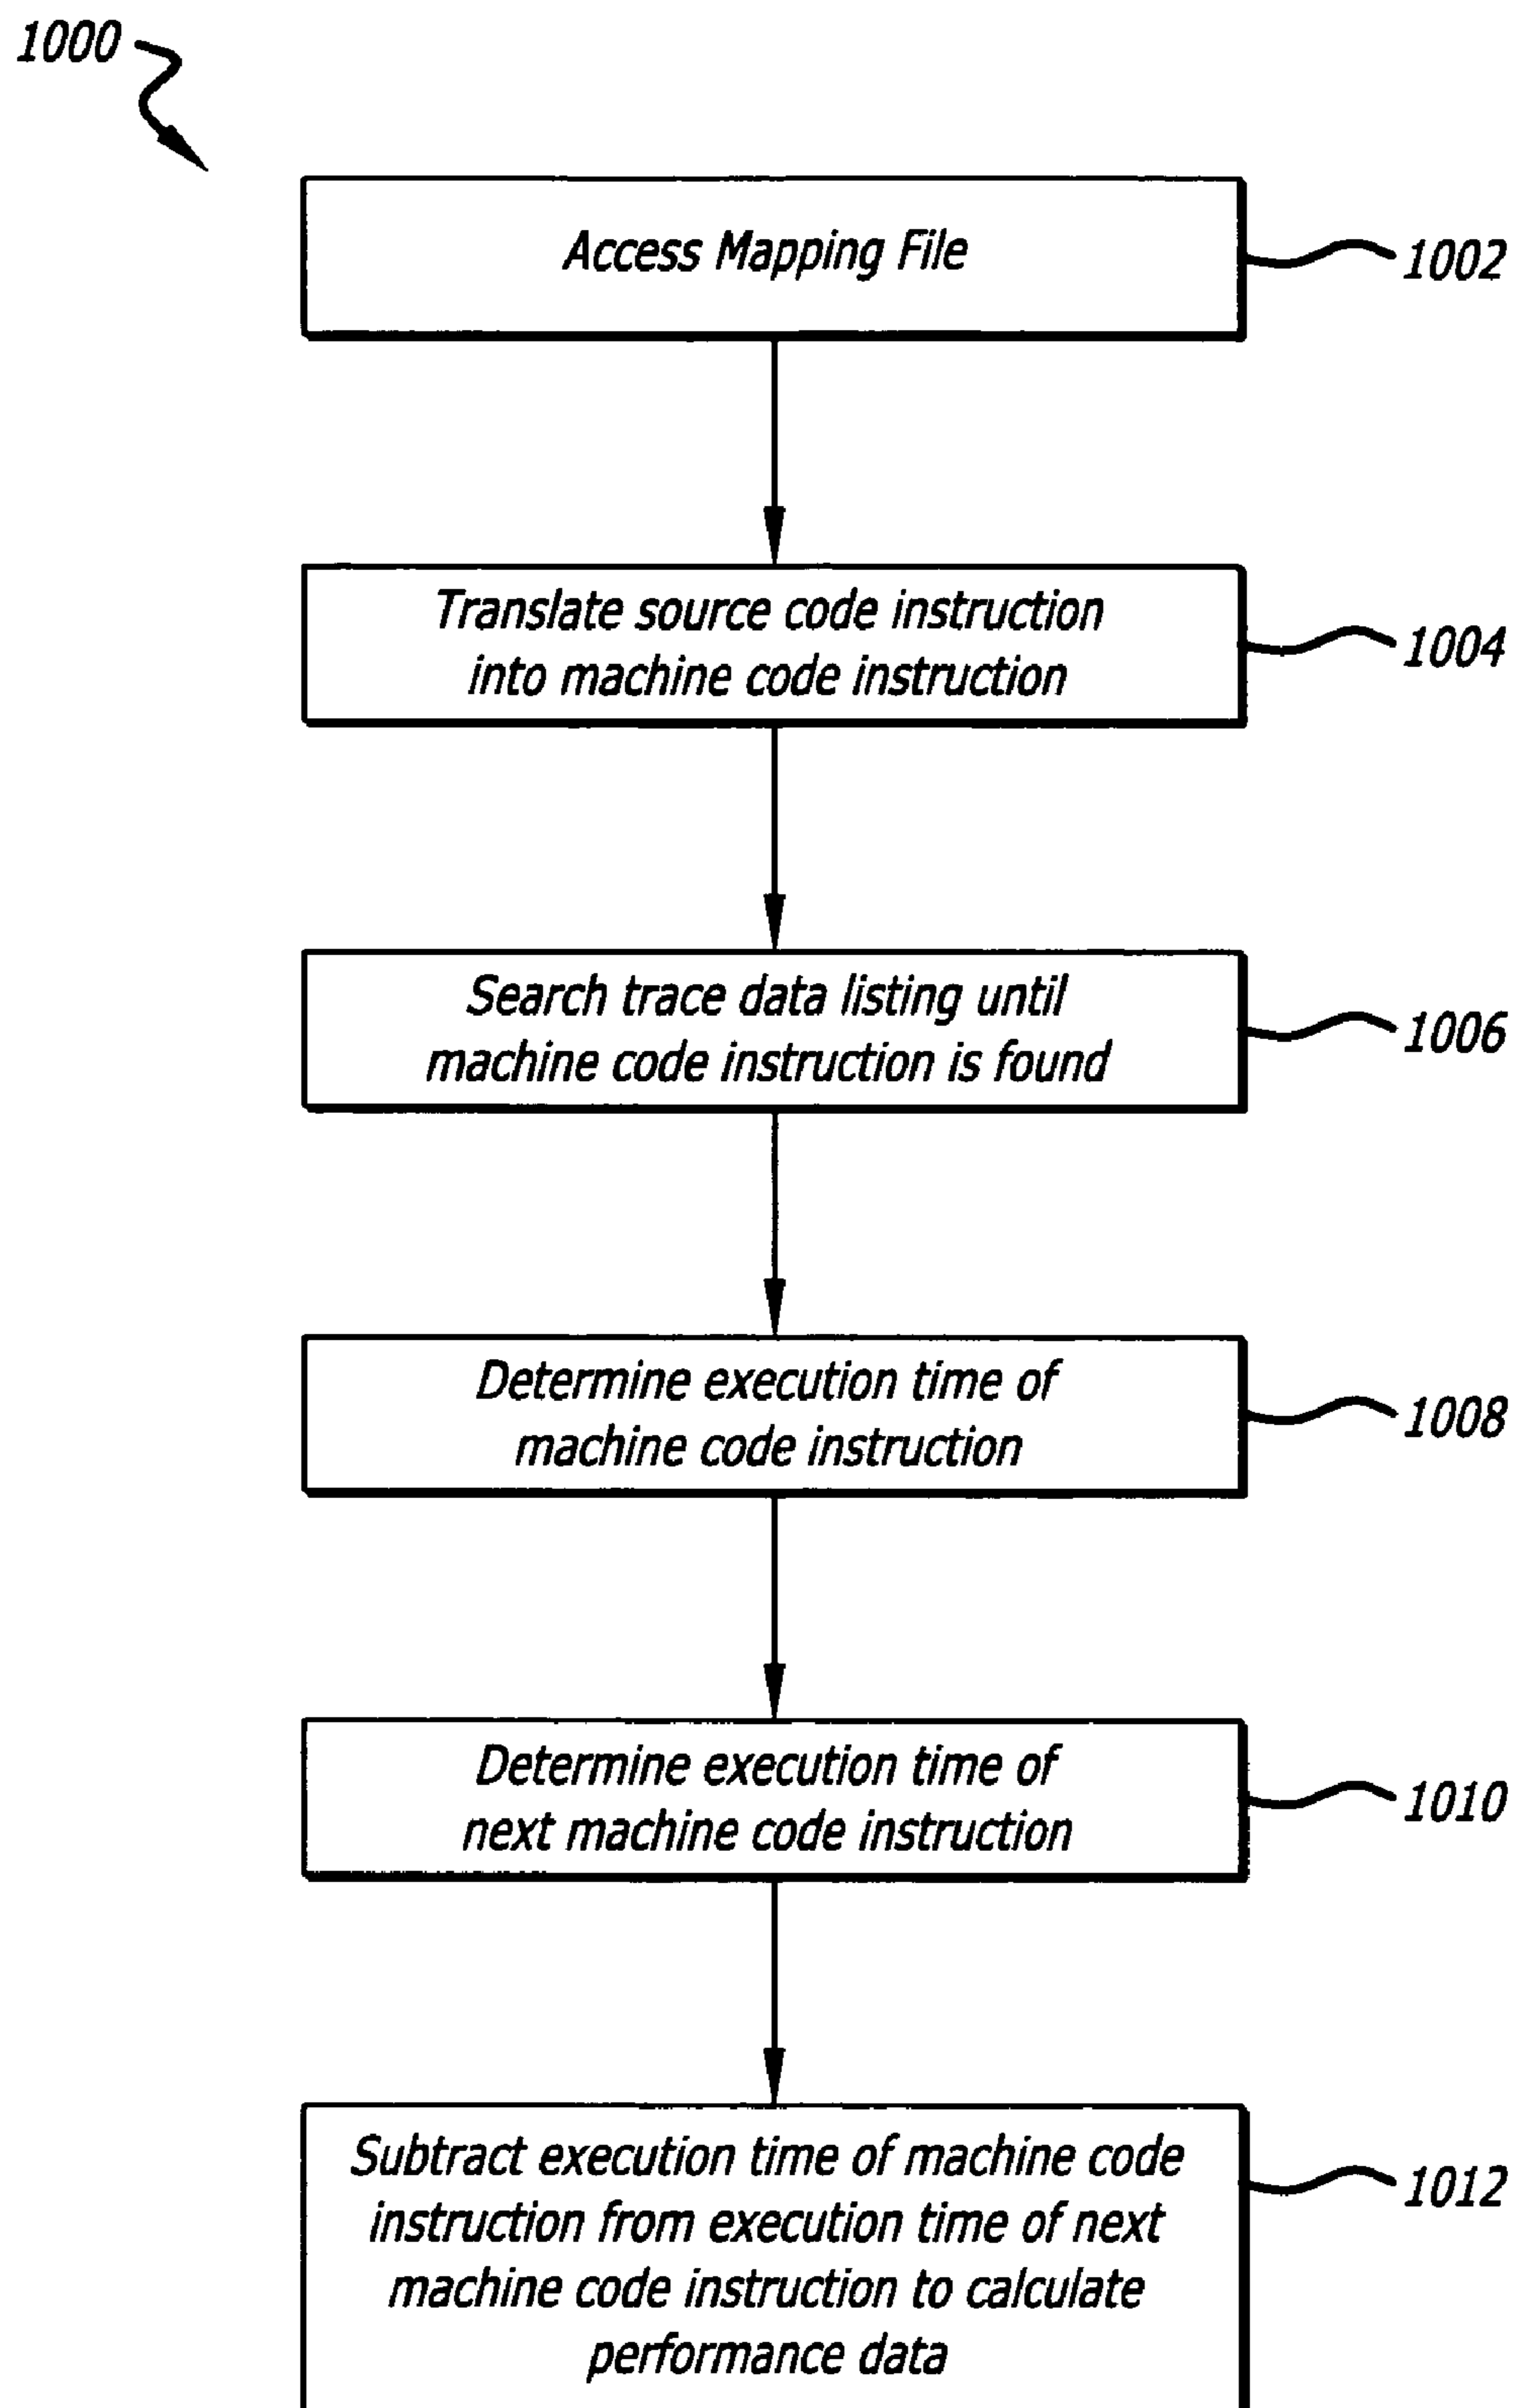 1000
Access Mapping File
1002
Translate source code instruction
into machine code instruction
1004
Search trace data listing until
machine code instruction is found
1006
Determine execution time of
machine code instruction
1008
Determine execution time of
next machine code instruction
1010
Subtract execution time of machine code
instruction from execution time of next
machine code instruction to calculate
performance data
1012